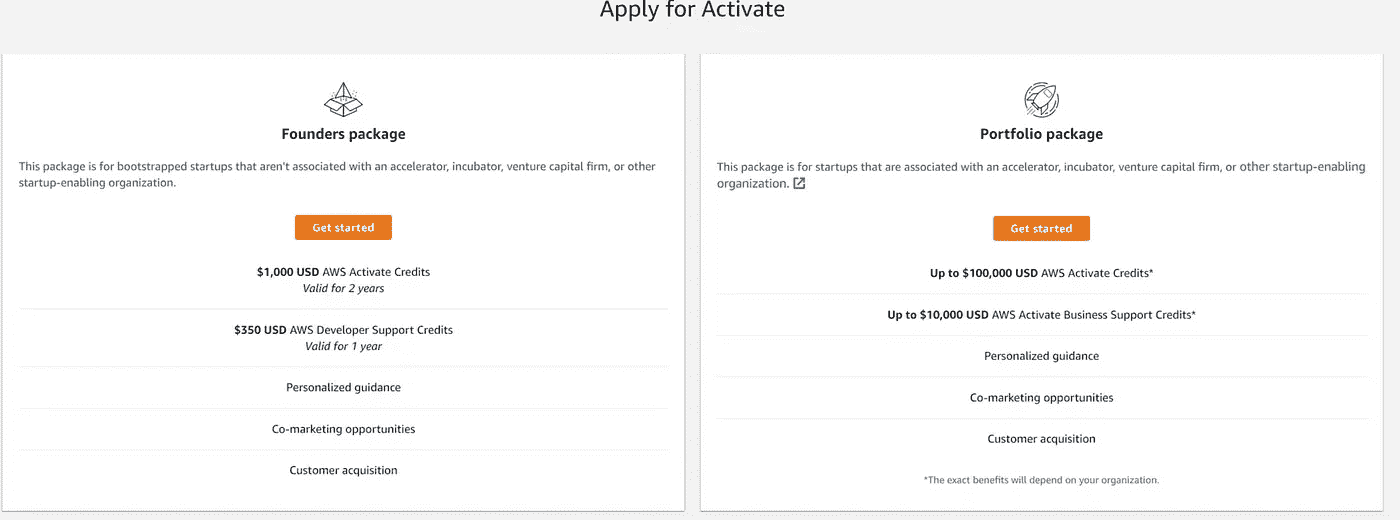 Apply for Activate
Founders package
This package is for bootstrapped startups that aren't associated with an accelerator, incubator, venture capital firm, or other
startup-enabling organization.
Get started
$1,000 USD AWS Activate Credits
Valid for 2 years
$350 USD AWS Developer Support Credits
Valid for 1 year
Personalized guidance
Co-marketing opportunities
Customer acquisition
Portfolio package
This package is for startups that are associated with an accelerator, incubator, venture capital firm, or other startup-enabling
organization.
Get started
Up to $100,000 USD AWS Activate Credits*
Up to $10,000 USD AWS Activate Business Support Credits*
Personalized guidance
Co-marketing opportunities
Customer acquisition
*The exact benefits will depend on your organization.